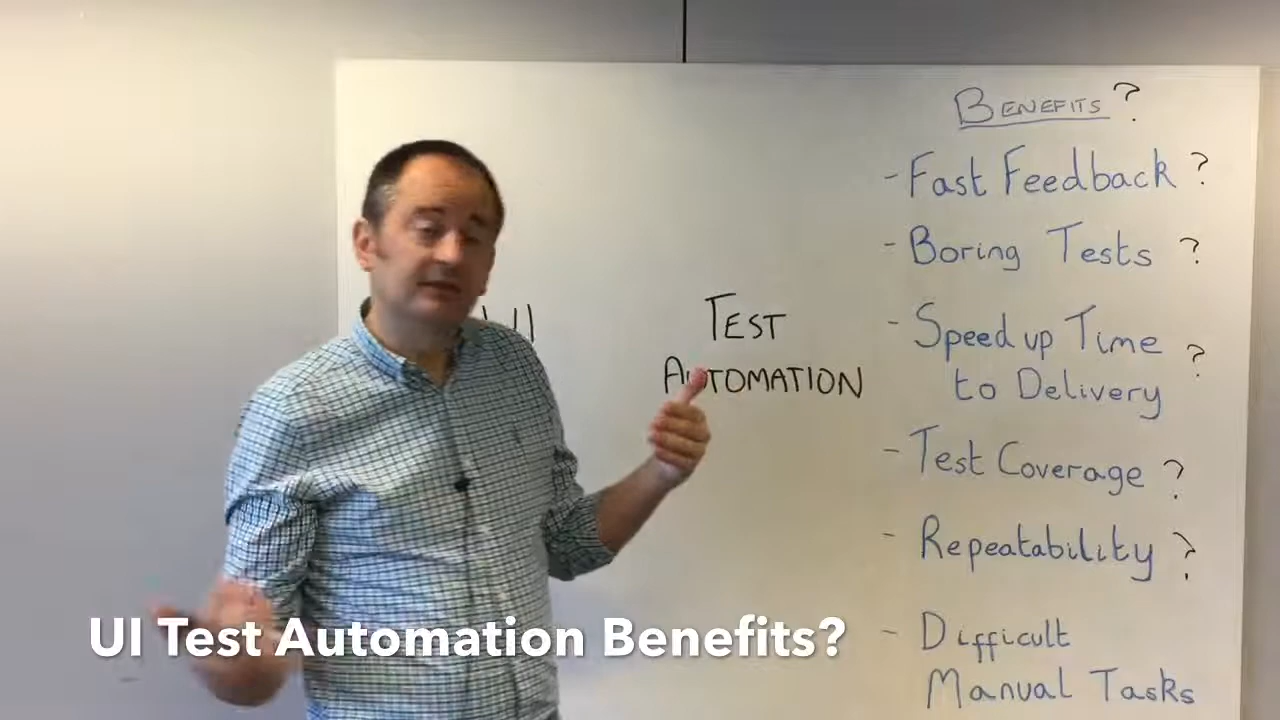 BENEFITS?
- Fast Feedback ?
- Boring Tests ?
- Speed up Time
to Delivery ?
- Test Coverage ?
- Repeatability ?
- Difficult
Manual Tasks
UI
TEST
AUTOMATION
UI Test Automation Benefits?